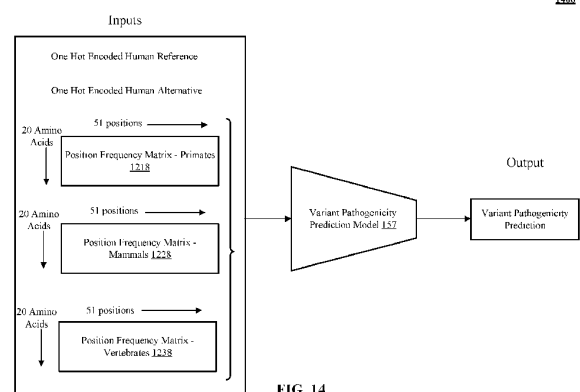 1400
Inputs
One Hot Encoded Human Reference
One Hot Encoded Human Alternative
51 positions
20 Amino
Acids
Position Frequency Matrix - Primates
1218
51 positions
20 Amino
Acids
Position Frequency Matrix -
Mammals 1228
51 positions
20 Amino
Acids
Position Frequency Matrix -
Vertebrates 1238
Variant Pathogenicity
Prediction Model 157
Output
Variant Pathogenicity
Prediction
FIG. 14